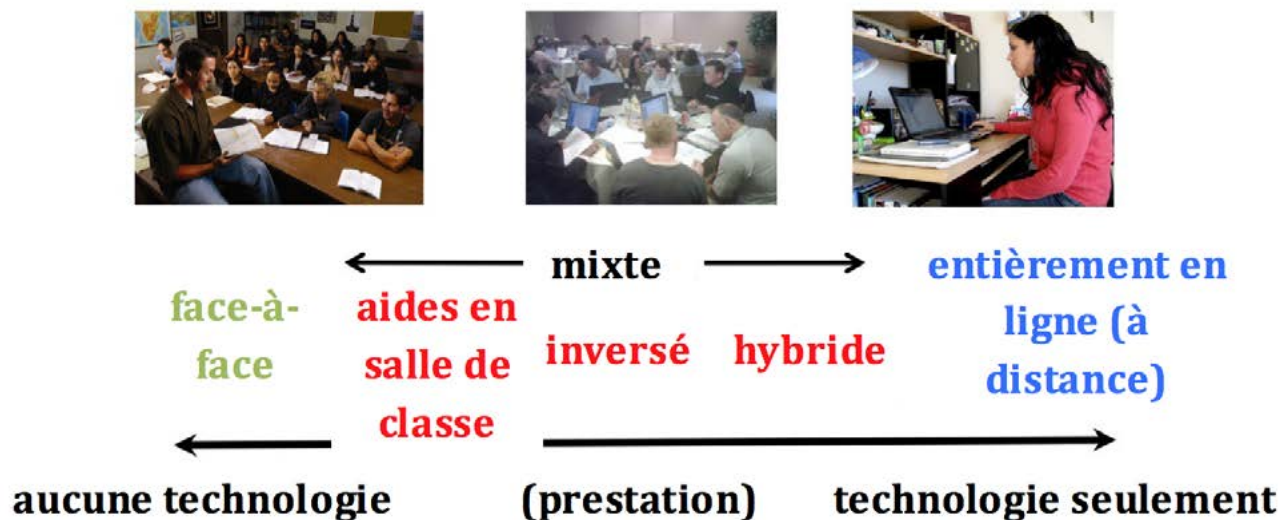 mixte
face-à-
face
aides en
salle de
classe
inversé
hybride
entièrement en
ligne (à
distance)
aucune technologie
(prestation)
technologie seulement